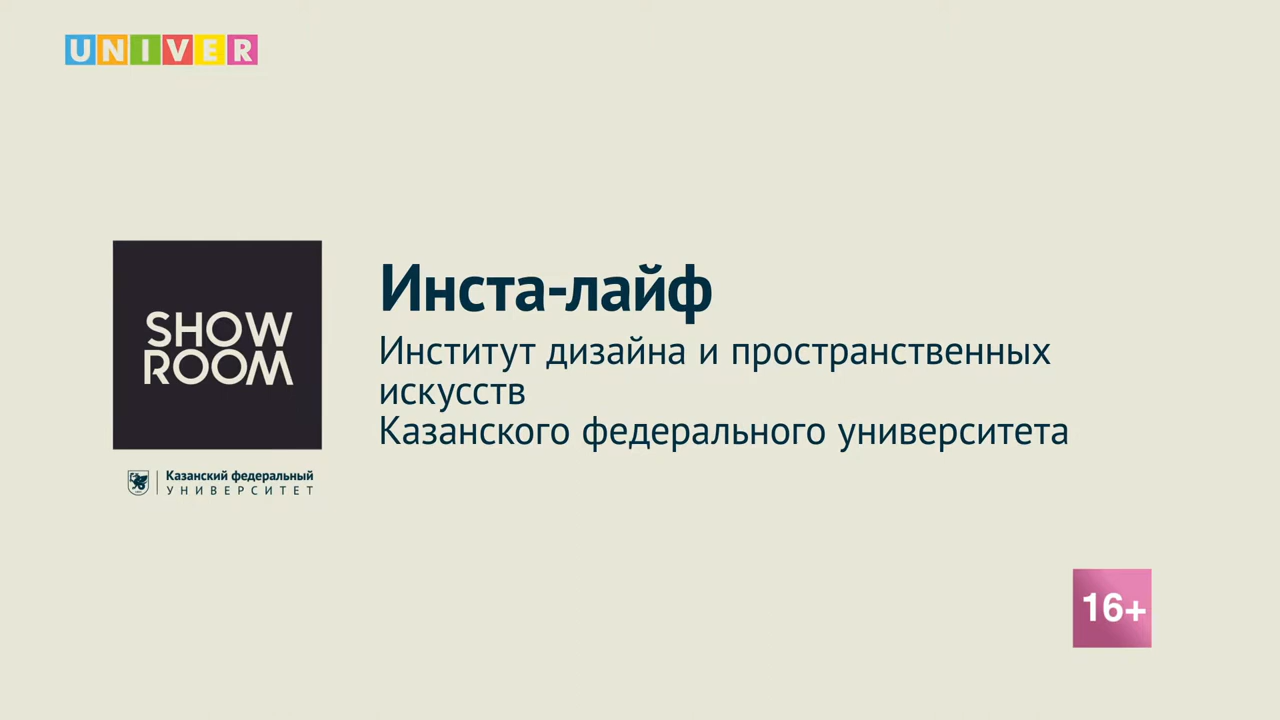 UNIVER
SHOW
ROOM
Казанский федеральный
УНИВЕРСИТЕТ
Инста-лайф
Институт дизайна и пространственных
искусств
Казанского федерального университета
16+